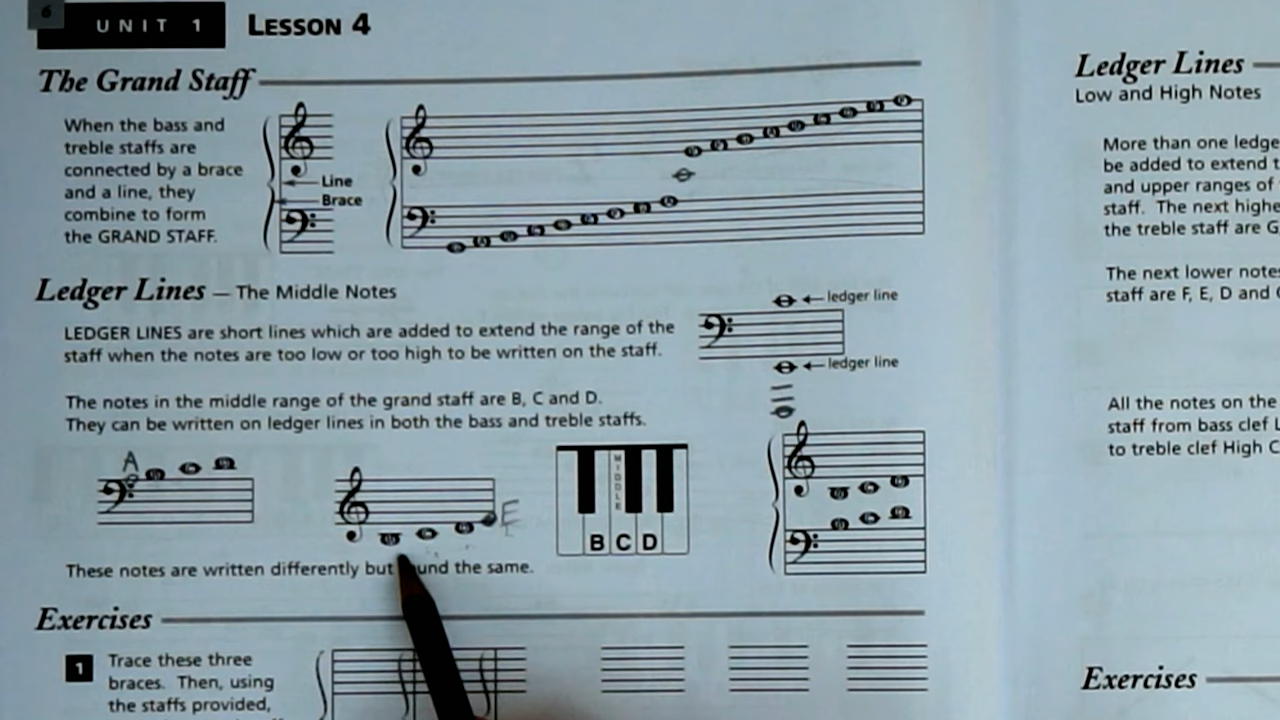 6
UNIT 1 LESSON 4
The Grand Staff
When the bass and
treble staffs are
connected by a brace
and a line, they
combine to form
the GRAND STAFF.
Line
Brace
Ledger Lines – The Middle Notes
LEDGER LINES are short lines which are added to extend the range of the
staff when the notes are too low or too high to be written on the staff.
ledger line
ledger line
The notes in the middle range of the grand staff are B, C and D.
They can be written on ledger lines in both the bass and treble staffs.
A
E
MIDDLE
B C D
These notes are written differently but und the same.
Exercises
1
Trace these three
braces. Then, using
the staffs provided,
Ledger Lines
Low and High Notes
More than one ledge
be added to extend t
and upper ranges of
staff. The next highe
the treble staff are G
The next lower note
staff are F, E, D and
All the notes on the
staff from bass clef L
to treble clef High C
Exercises